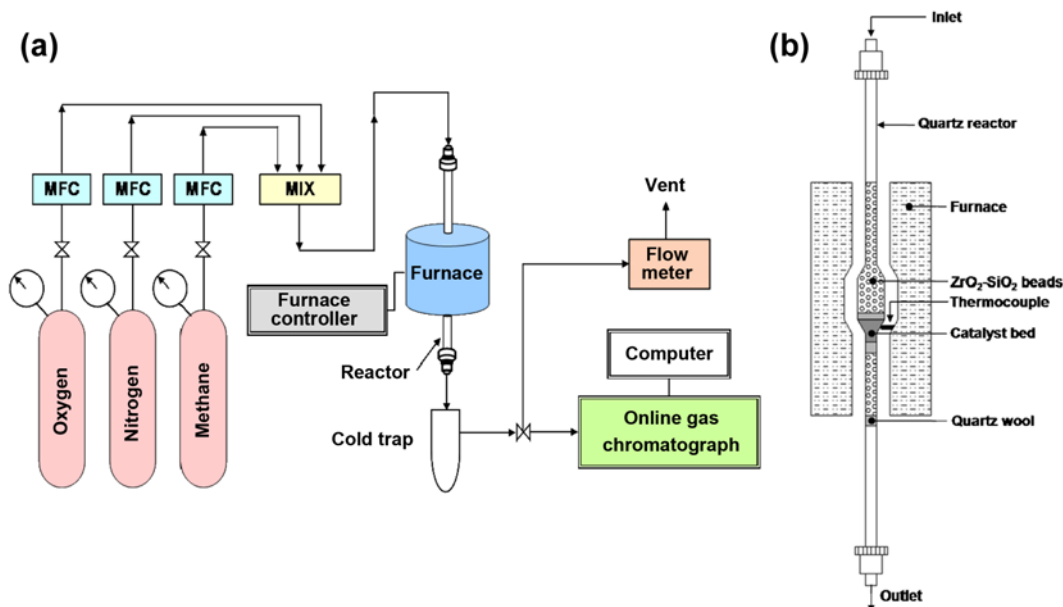 (a)
MFC
MFC
MFC
MIX
Oxygen
Nitrogen
Methane
Furnace
Furnace
controller
Reactor
Cold trap
Vent
Flow
meter
Computer
Online gas
chromatograph
(b)
Inlet
Quartz reactor
Furnace
ZrO₂-SiO₂ beads
Thermocouple
Catalyst bed
Quartz wool
Outlet